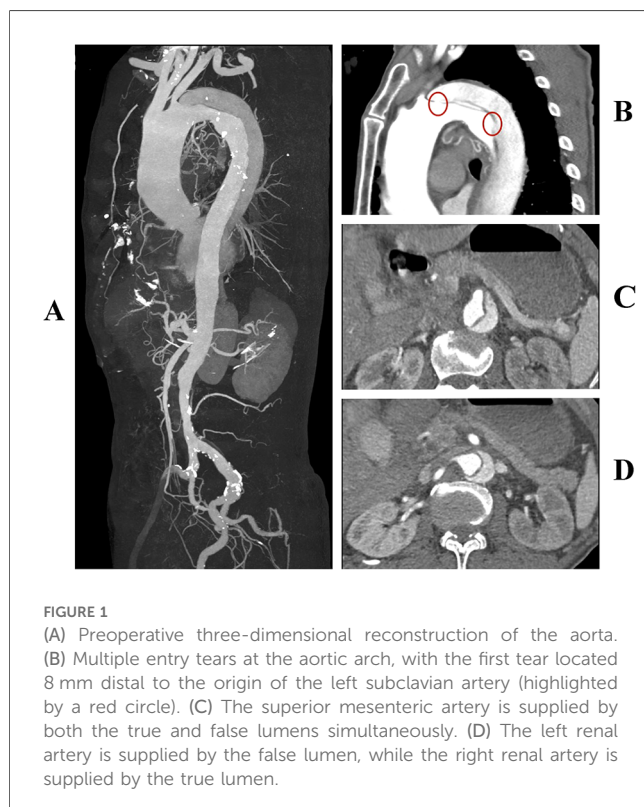 A
B
C
D
FIGURE 1
(A) Preoperative three-dimensional reconstruction of the aorta.
(B) Multiple entry tears at the aortic arch, with the first tear located
8 mm distal to the origin of the left subclavian artery (highlighted
by a red circle). (C) The superior mesenteric artery is supplied by
both the true and false lumens simultaneously. (D) The left renal
artery is supplied by the false lumen, while the right renal artery is
supplied by the true lumen.